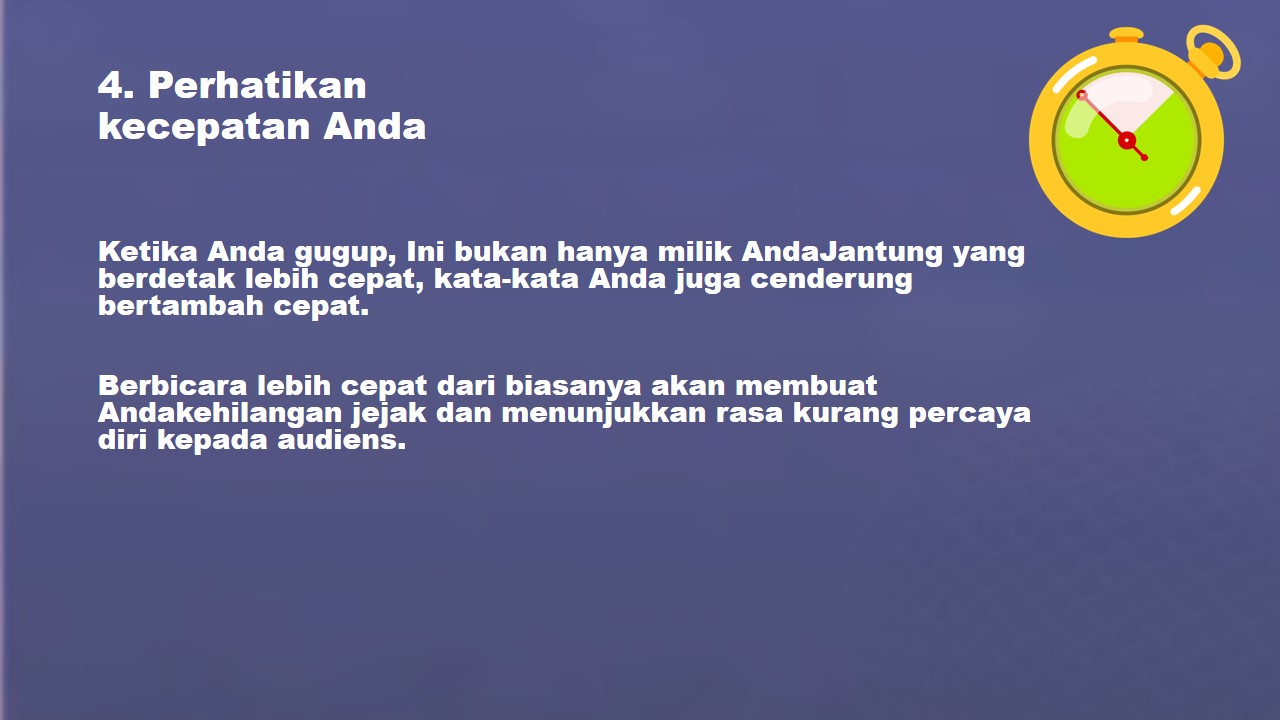 4. Perhatikan
kecepatan Anda
Ketika Anda gugup, Ini bukan hanya milik AndaJantung yang
berdetak lebih cepat, kata-kata Anda juga cenderung
bertambah cepat.
Berbicara lebih cepat dari biasanya akan membuat
Andakehilangan jejak dan menunjukkan rasa kurang percaya
diri kepada audiens.